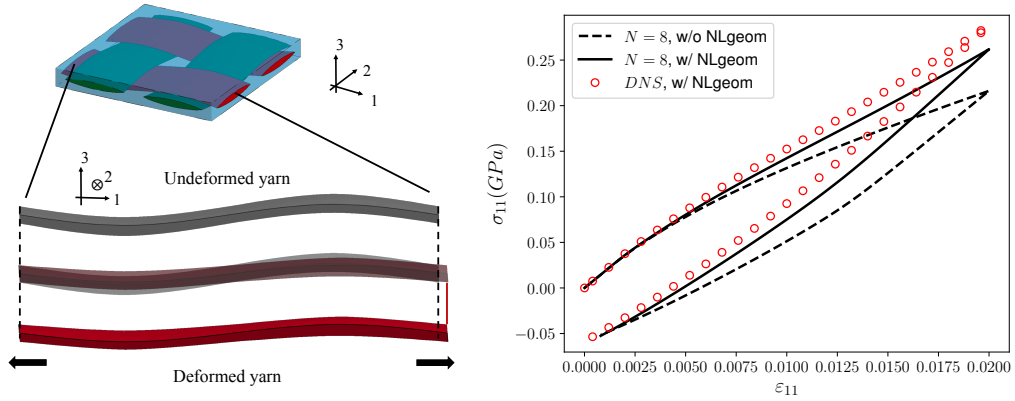 3
2
1
3
⊗2
1
Undeformed yarn
Deformed yarn
N = 8, w/o NLgeom
N = 8, w/ NLgeom
DNS, w/ NLgeom
σ₁₁(GPa)
0.25
0.20
0.15
0.10
0.05
0.00
−0.05
0.0000 0.0025 0.0050 0.0075 0.0100 0.0125 0.0150 0.0175 0.0200
ε₁₁